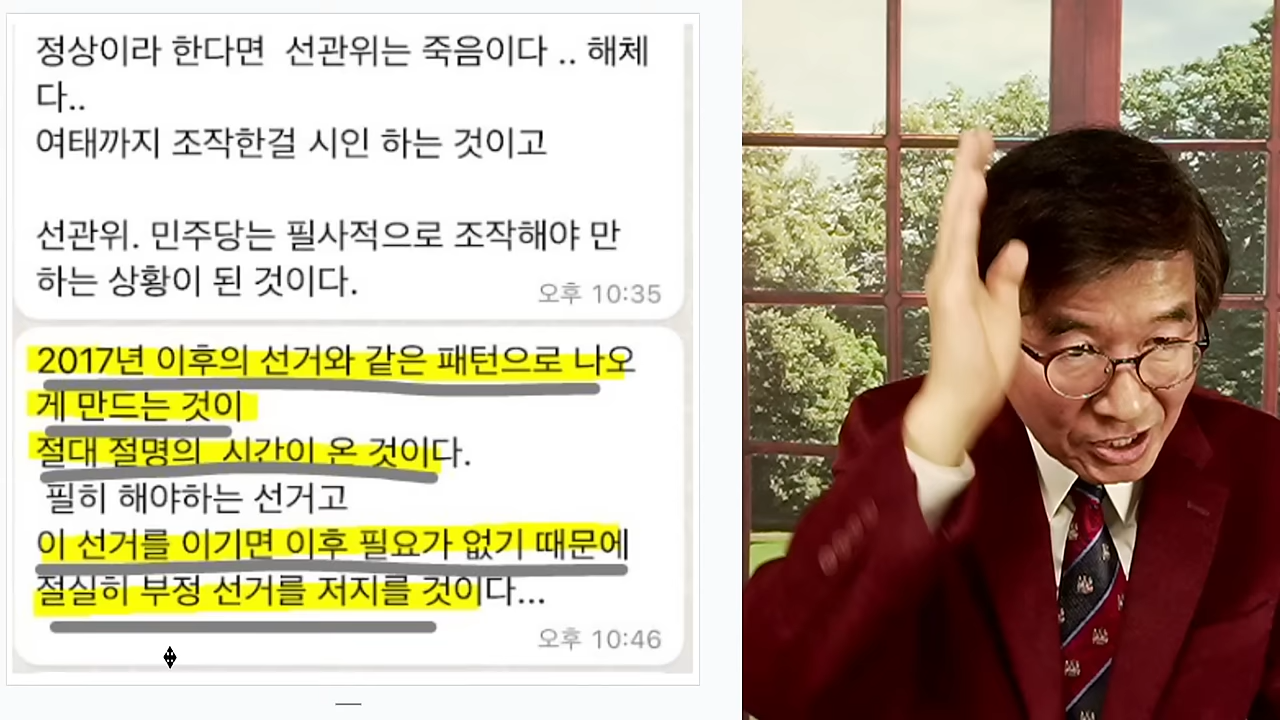 정상이라 한다면 선관위는 죽음이다 .. 해체
다..
여태까지 조작한걸 시인 하는 것이고
선관위. 민주당는 필사적으로 조작해야 만
하는 상황이 된 것이다.
오후 10:35
2017년 이후의 선거와 같은 패턴으로 나오
게 만드는 것이
절대 절명의 시간이 온 것이다.
필히 해야하는 선거고
이 선거를 이기면 이후 필요가 없기 때문에
절실히 부정 선거를 저지를 것이다...
오후 10:46